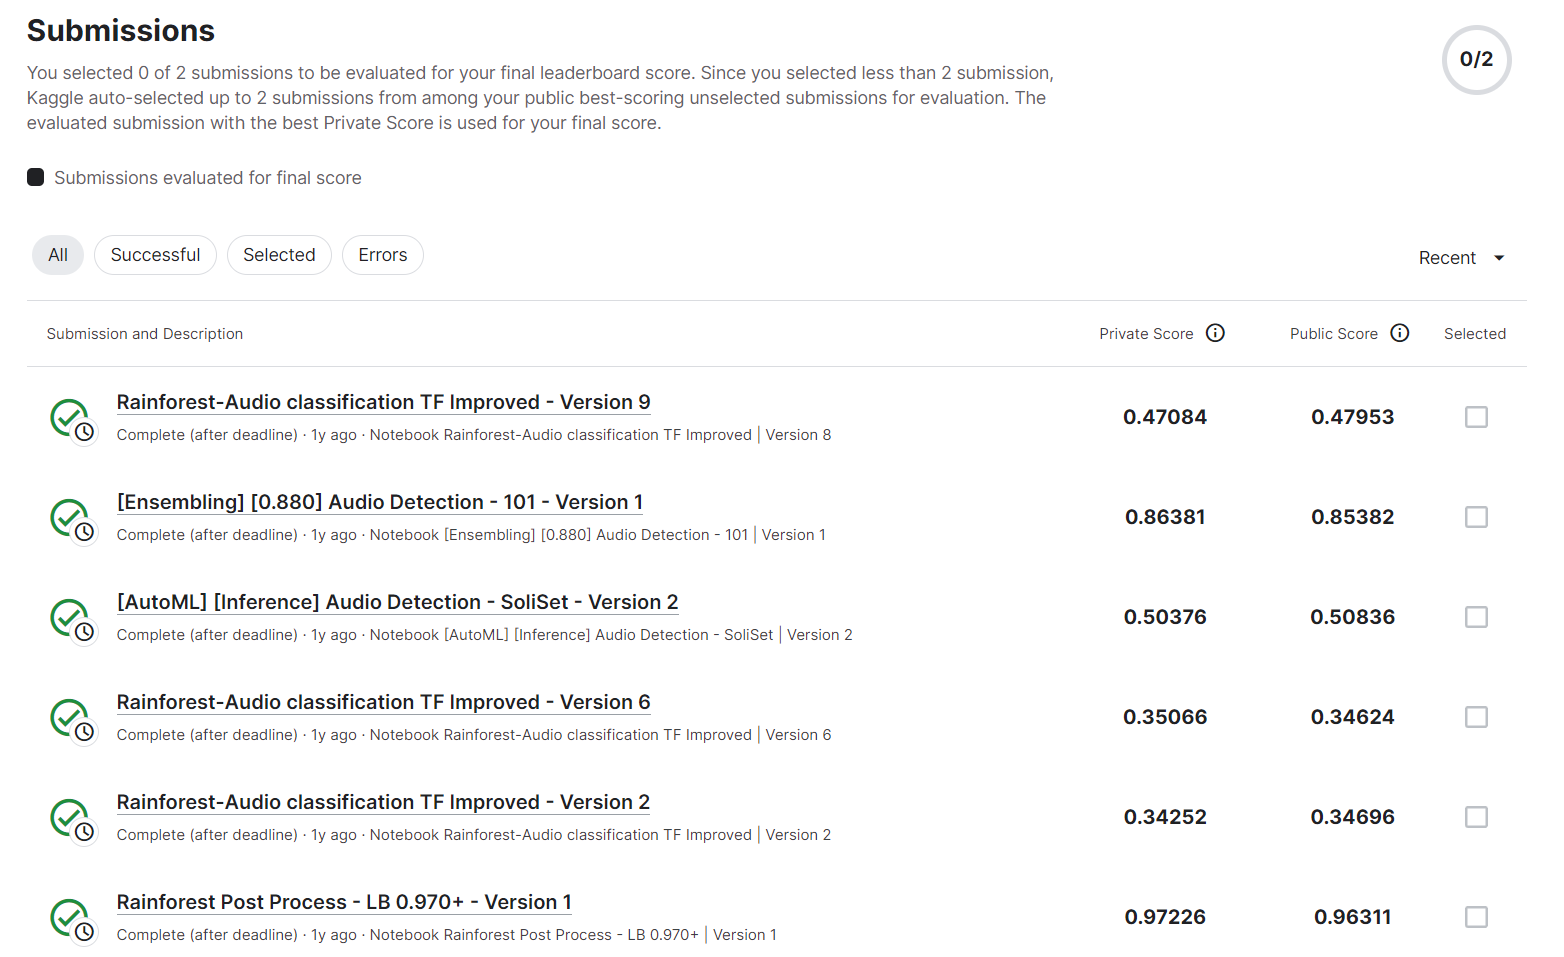 Submissions
0/2
You selected 0 of 2 submissions to be evaluated for your final leaderboard score. Since you selected less than 2 submission,
Kaggle auto-selected up to 2 submissions from among your public best-scoring unselected submissions for evaluation. The
evaluated submission with the best Private Score is used for your final score.
Submissions evaluated for final score
All Successful Selected Errors
Recent
Submission and Description Private Score Public Score Selected
Rainforest-Audio classification TF Improved - Version 9
Complete (after deadline) · 1y ago · Notebook Rainforest-Audio classification TF Improved | Version 8
0.47084 0.47953
[Ensembling] [0.880] Audio Detection - 101 - Version 1
Complete (after deadline) · 1y ago · Notebook [Ensembling] [0.880] Audio Detection - 101 | Version 1
0.86381 0.85382
[AutoML] [Inference] Audio Detection - SoliSet - Version 2
Complete (after deadline) · 1y ago · Notebook [AutoML] [Inference] Audio Detection - SoliSet | Version 2
0.50376 0.50836
Rainforest-Audio classification TF Improved - Version 6
Complete (after deadline) · 1y ago · Notebook Rainforest-Audio classification TF Improved | Version 6
0.35066 0.34624
Rainforest-Audio classification TF Improved - Version 2
Complete (after deadline) · 1y ago · Notebook Rainforest-Audio classification TF Improved | Version 2
0.34252 0.34696
Rainforest Post Process - LB 0.970+ - Version 1
Complete (after deadline) · 1y ago · Notebook Rainforest Post Process - LB 0.970+ | Version 1
0.97226 0.96311